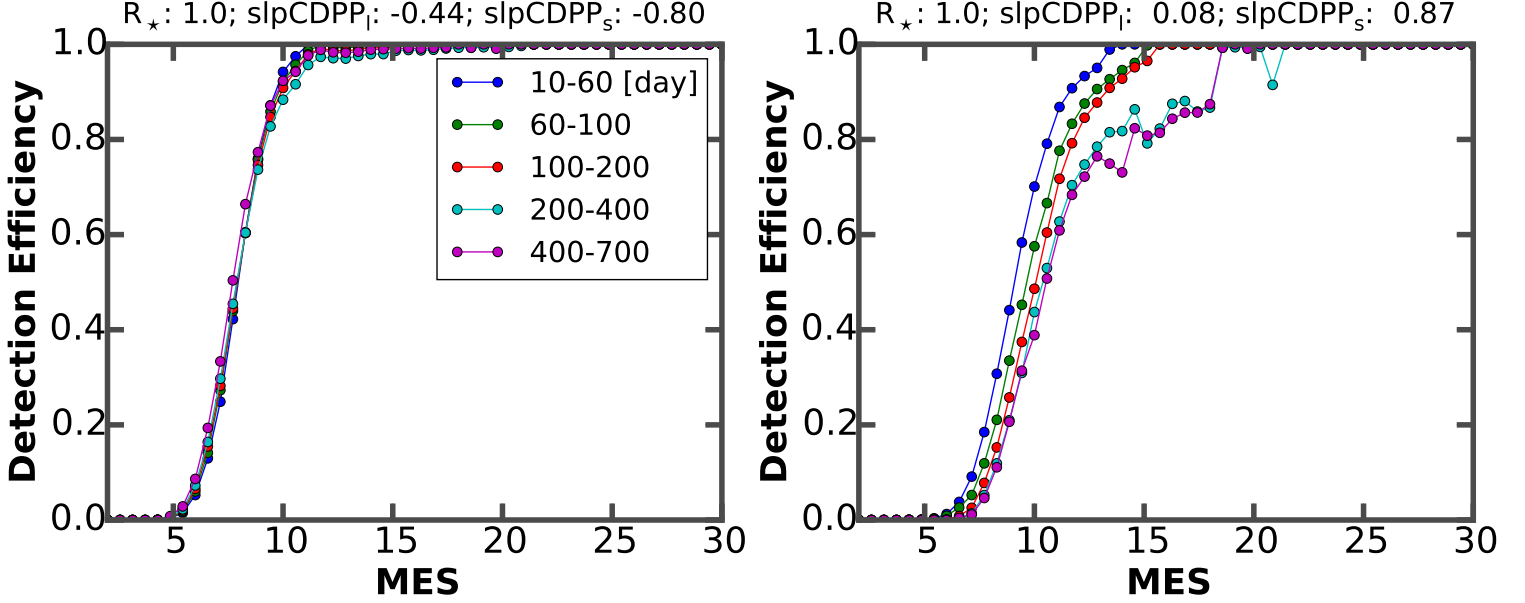 R⋆: 1.0; slpCDPPl: -0.44; slpCDPPs: -0.80
Detection Efficiency
1.0
0.8
0.6
0.4
0.2
0.0
10-60 [day]
60-100
100-200
200-400
400-700
5 10 15 20 25 30
MES
R⋆: 1.0; slpCDPPl: 0.08; slpCDPPs: 0.87
Detection Efficiency
1.0
0.8
0.6
0.4
0.2
0.0
5 10 15 20 25 30
MES